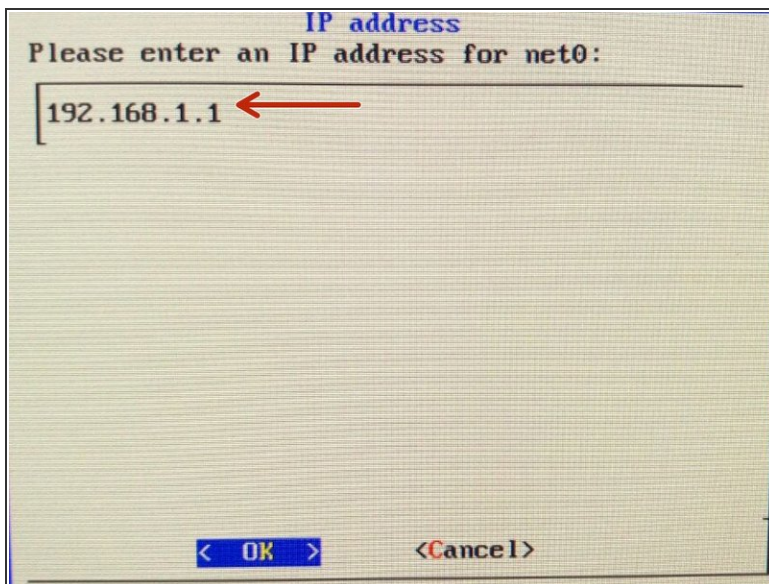 IP address
Please enter an IP address for net0:
192.168.1.1
< OK > <Cancel>